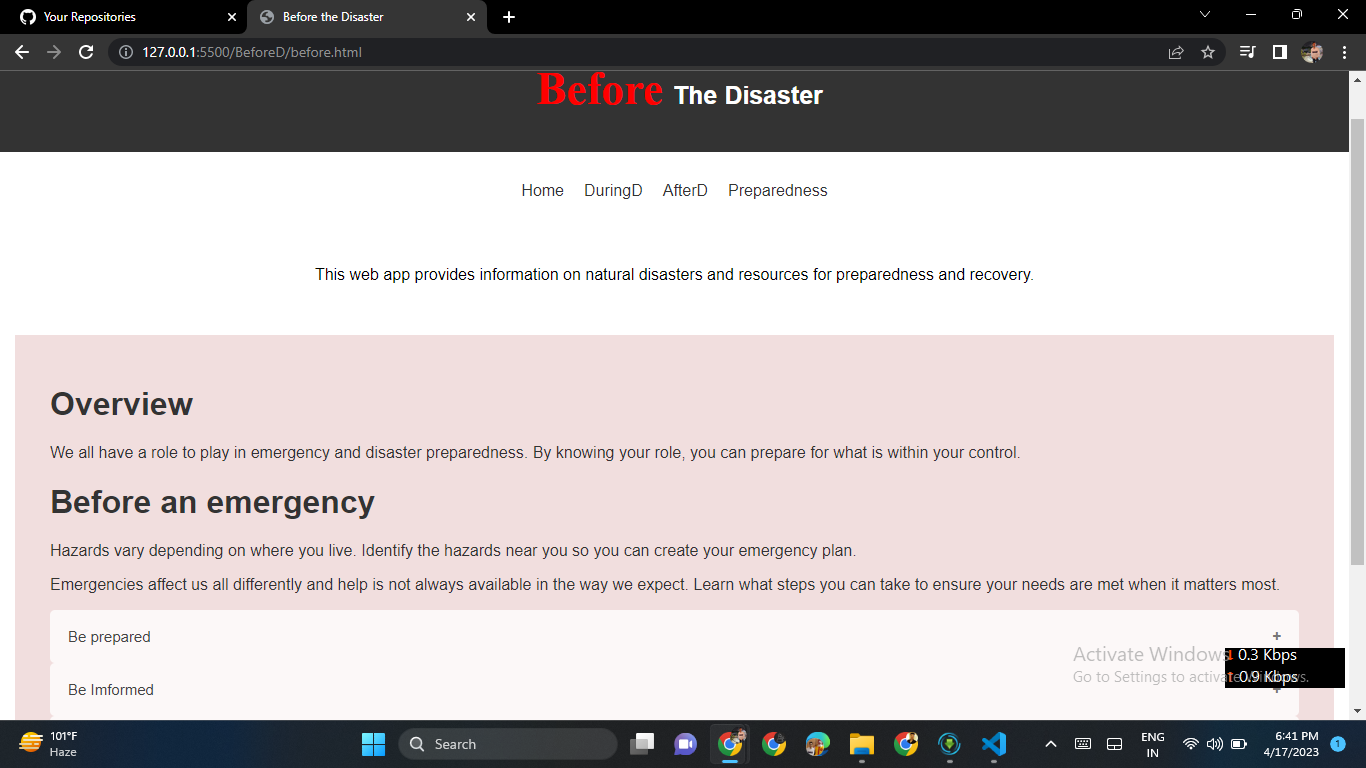 Your Repositories
Before the Disaster
127.0.0.1:5500/BeforeD/before.html
Before The Disaster
Home DuringD AfterD Preparedness
This web app provides information on natural disasters and resources for preparedness and recovery.
Overview
We all have a role to play in emergency and disaster preparedness. By knowing your role, you can prepare for what is within your control.
Before an emergency
Hazards vary depending on where you live. Identify the hazards near you so you can create your emergency plan.
Emergencies affect us all differently and help is not always available in the way we expect. Learn what steps you can take to ensure your needs are met when it matters most.
Be prepared +
Activate Windows
0.3 Kbps
Go to Settings to activate Windows.
0.9 Kbps
Be Imformed +
101°F
Haze
Search
ENG
IN
6:41 PM
4/17/2023
1